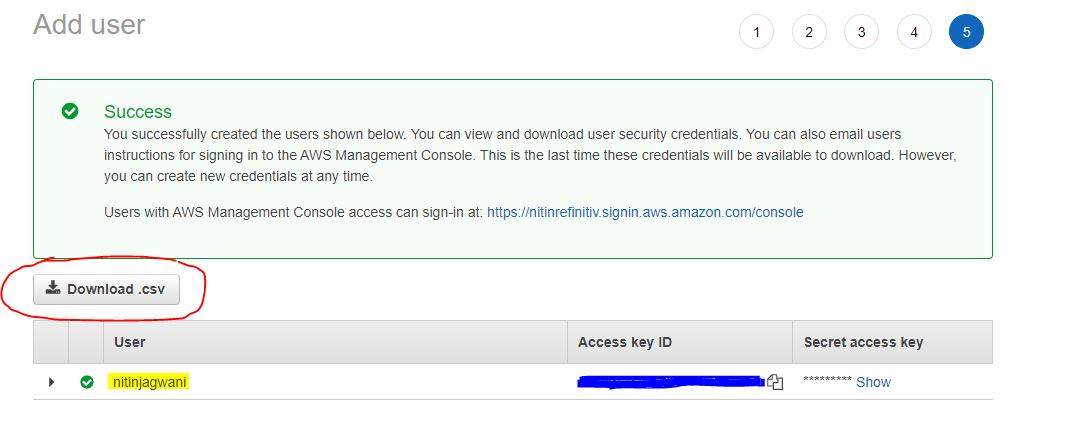 Add user
1 2 3 4 5
Success
You successfully created the users shown below. You can view and download user security credentials. You can also email users
instructions for signing in to the AWS Management Console. This is the last time these credentials will be available to download. However,
you can create new credentials at any time.
Users with AWS Management Console access can sign-in at: https://nitinrefinitiv.signin.aws.amazon.com/console
Download .csv
User Access key ID Secret access key
nitinjagwani ********* Show